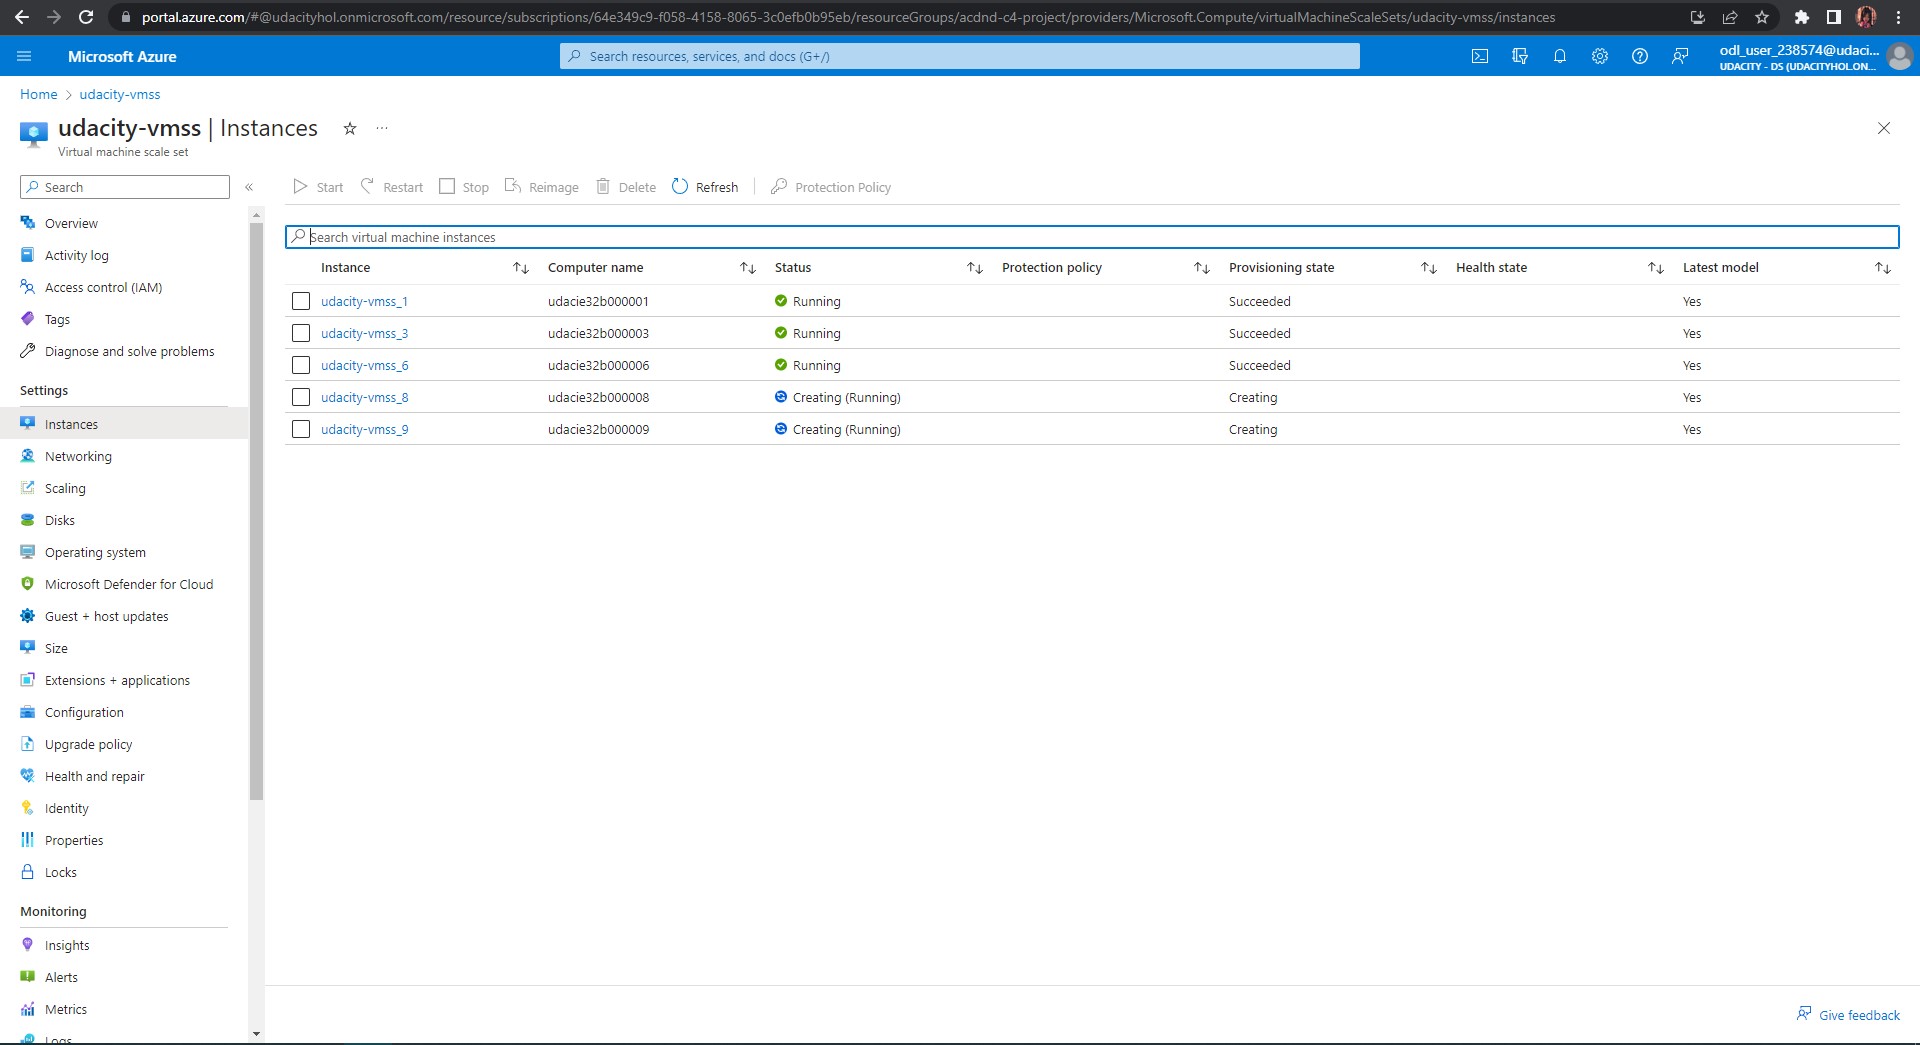 portal.azure.com/#@udacityhol.onmicrosoft.com/resource/subscriptions/64e349c9-f058-4158-8065-3c0efb0b95eb/resourceGroups/acdnd-c4-project/providers/Microsoft.Compute/virtualMachineScaleSets/udacity-vmss/instances
Microsoft Azure
Search resources, services, and docs (G+/)
odl_user_238574@udaci...
UDACITY - DS (UDACITYHOL.ON...
Home > udacity-vmss
udacity-vmss | Instances
Virtual machine scale set
Search
Start Restart Stop Reimage Delete Refresh Protection Policy
Search virtual machine instances
Instance Computer name Status Protection policy Provisioning state Health state Latest model
udacity-vmss_1 udacie32b000001 Running Succeeded Yes
udacity-vmss_3 udacie32b000003 Running Succeeded Yes
udacity-vmss_6 udacie32b000006 Running Succeeded Yes
udacity-vmss_8 udacie32b000008 Creating (Running) Creating Yes
udacity-vmss_9 udacie32b000009 Creating (Running) Creating Yes
Overview
Activity log
Access control (IAM)
Tags
Diagnose and solve problems
Settings
Instances
Networking
Scaling
Disks
Operating system
Microsoft Defender for Cloud
Guest + host updates
Size
Extensions + applications
Configuration
Upgrade policy
Health and repair
Identity
Properties
Locks
Monitoring
Insights
Alerts
Metrics
Logs
Give feedback